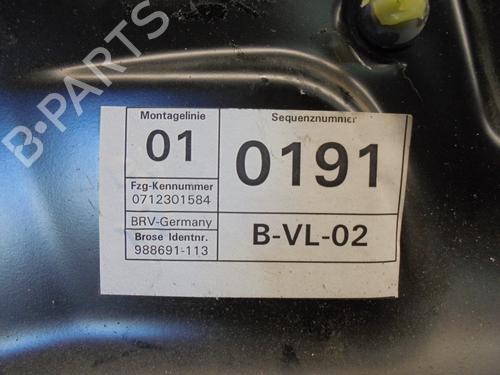 B-PARTS
Montagelinie
01
Sequenznummer
0191
Fzg-Kennummer
0712301584
BRV-Germany
Brose Identnr.
988691-113
B-VL-02